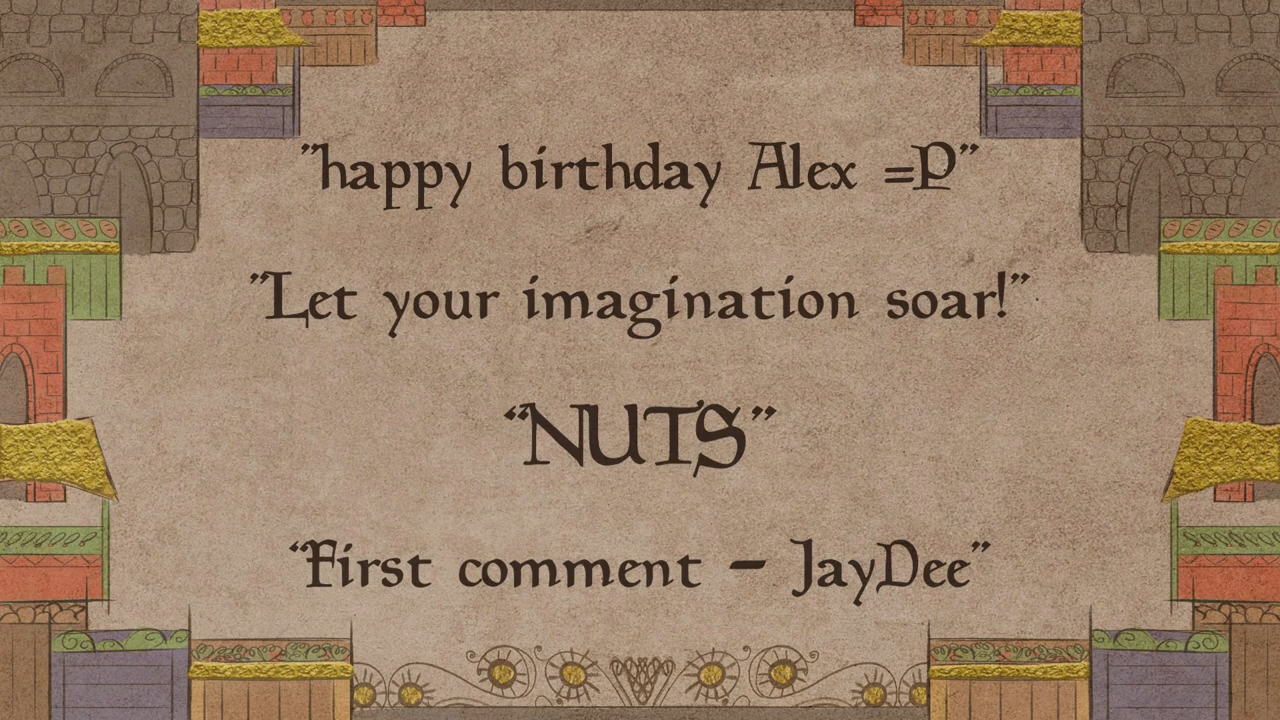 ”happy birthday Alex =P”
”Let your imagination soar!”
“NUTS”
“First comment – JayDee”